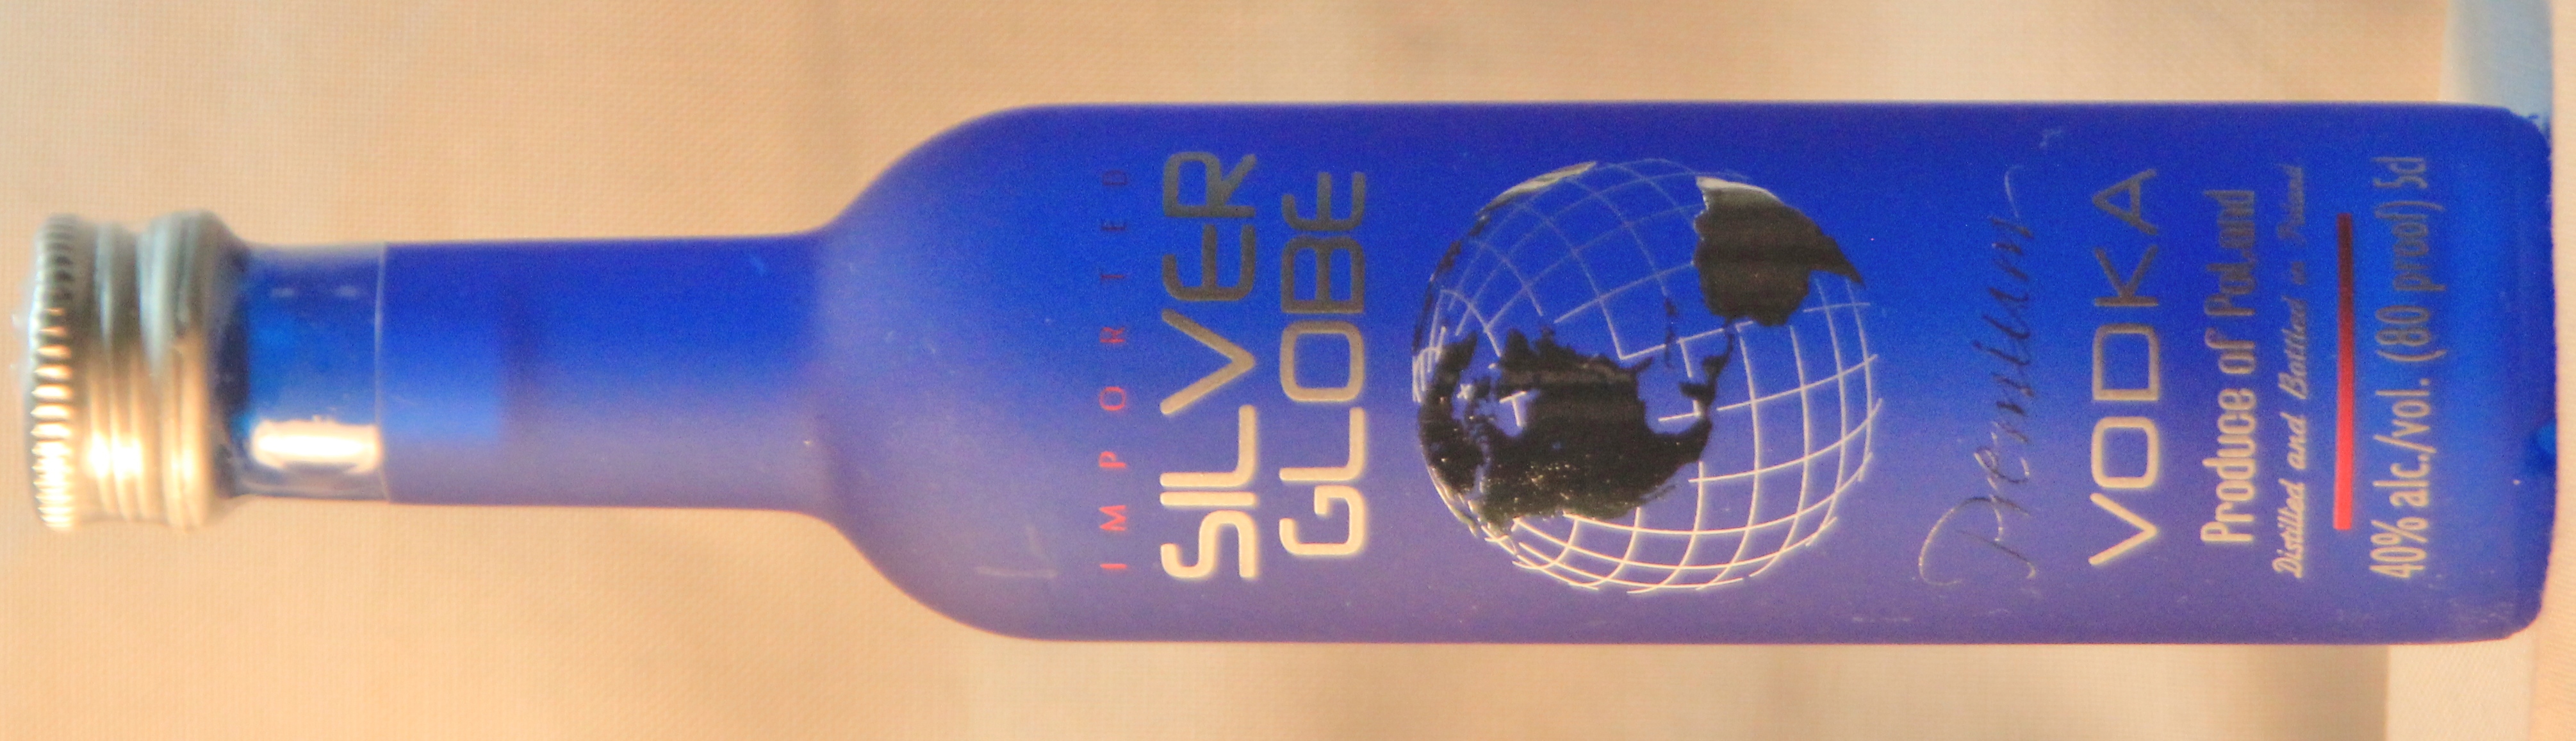 IMPORTED
SILVER
GLOBE
Premium
VODKA
Produce of Poland
Distilled and Bottled in Poland
40% alc./vol. (80 proof) 5cl